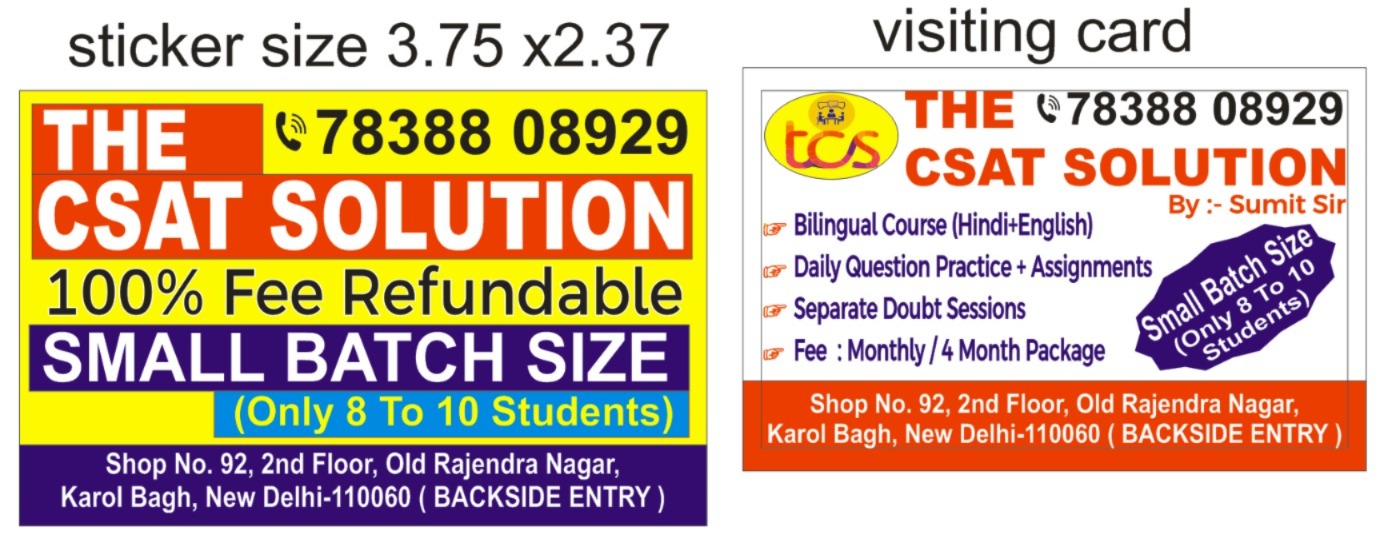 sticker size 3.75 x2.37
THE
78388 08929
CSAT SOLUTION
100% Fee Refundable
SMALL BATCH SIZE
(Only 8 To 10 Students)
Shop No. 92, 2nd Floor, Old Rajendra Nagar,
Karol Bagh, New Delhi-110060 ( BACKSIDE ENTRY )
visiting card
tcs
THE
78388 08929
CSAT SOLUTION
By :- Sumit Sir
Bilingual Course (Hindi+English)
Daily Question Practice + Assignments
Separate Doubt Sessions
Fee : Monthly / 4 Month Package
Small Batch Size
(Only 8 To 10
Students)
Shop No. 92, 2nd Floor, Old Rajendra Nagar,
Karol Bagh, New Delhi-110060 ( BACKSIDE ENTRY )